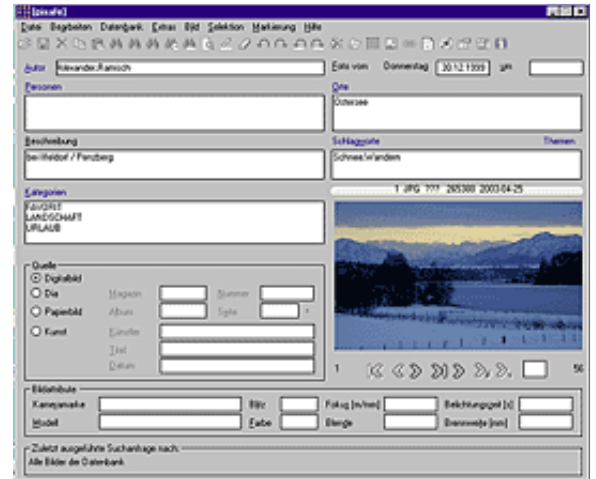 [pixafe]
Datei Bearbeiten Datenbank Extras Bild Selektion Markierung Hilfe
Autor Alexander.Ramisch Foto vom Donnerstag 30.12.1999 um
Personen Orte
Ostersee
Beschreibung Schlagworte Themen
bei Iffeldorf / Penzberg Schnee;Wandern
Kategorien
FAVORIT
LANDSCHAFT
URLAUB
1 JPG ??? 265388 2003-04-25
Quelle
Digitalbild
Dia Magazin Nummer
Papierbild Album Seite
Kunst Künstler
Titel
Datum
1 56
Bildattribute
Kameramarke Blitz Fokus [m/mm] Belichtungszeit [s]
Modell Farbe Blende Brennweite [mm]
Zuletzt ausgeführte Suchanfrage nach:
Alle Bilder der Datenbank